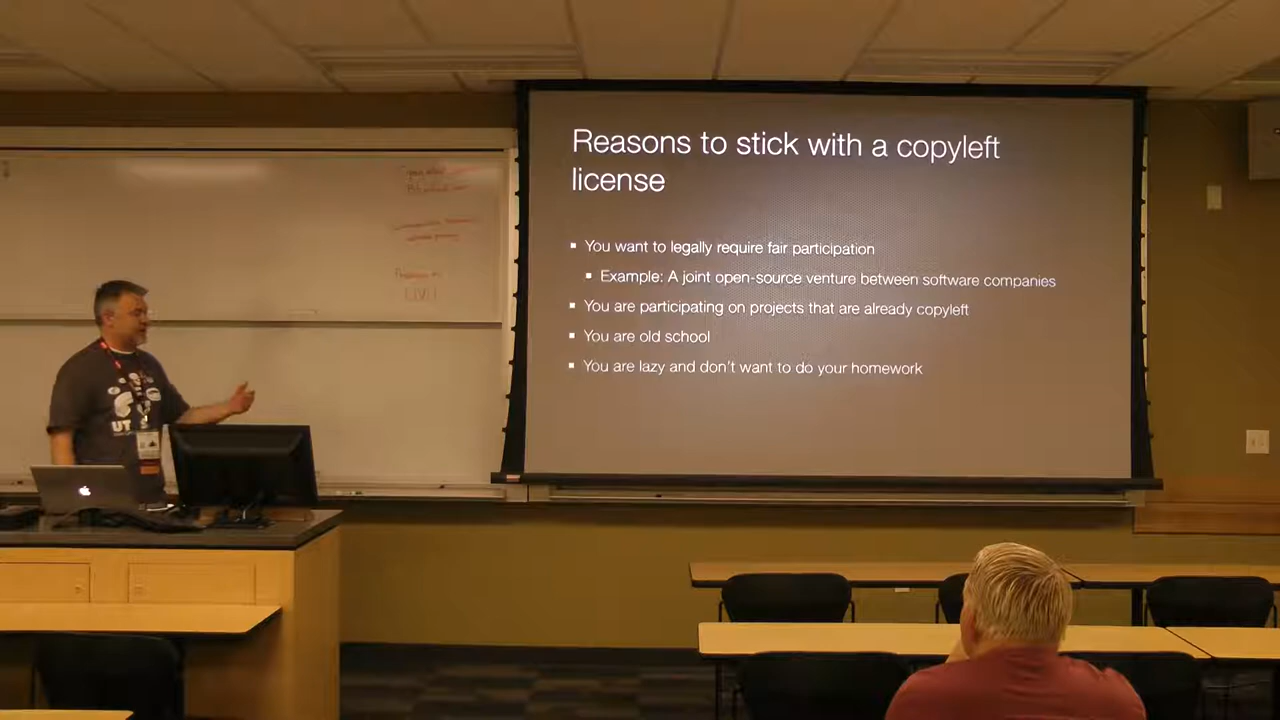 Reasons to stick with a copyleft
license
You want to legally require fair participation
Example: A joint open-source venture between software companies
You are participating on projects that are already copyleft
You are old school
You are lazy and don't want to do your homework
UT